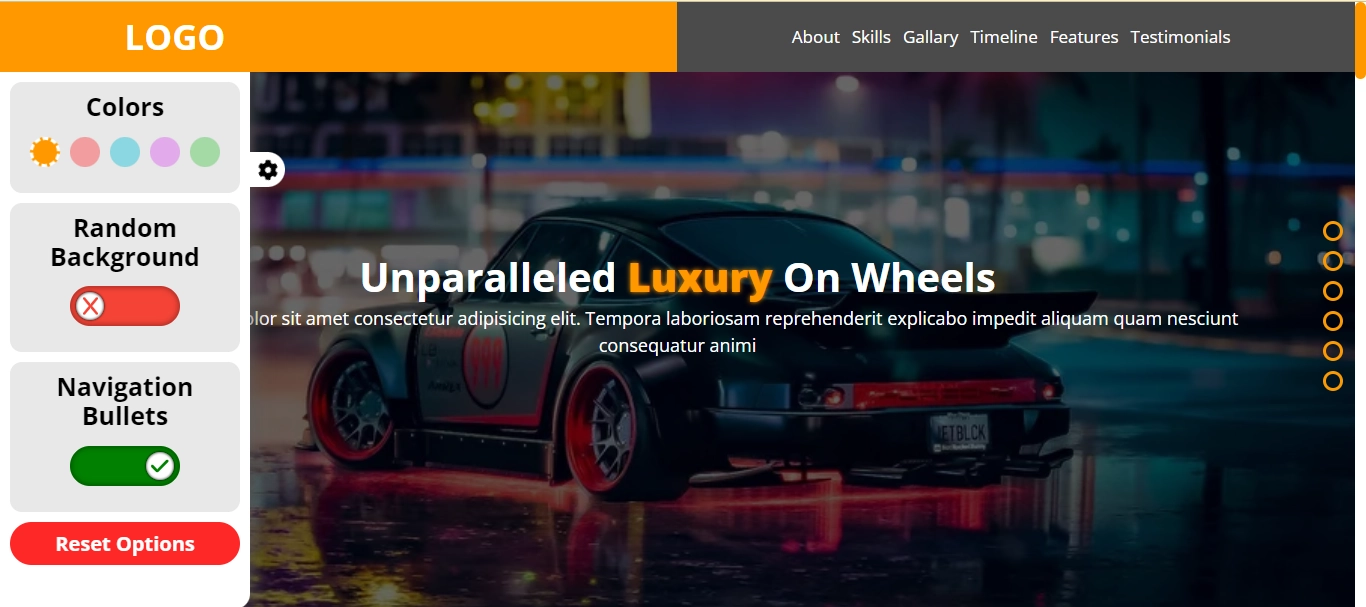 LOGO
About Skills Gallary Timeline Features Testimonials
Colors
Random
Background
Navigation
Bullets
Reset Options
Unparalleled Luxury On Wheels
sit amet consectetur adipisicing elit. Tempora laboriosam reprehenderit explicabo impedit aliquam quam nesciunt
consequatur animi
JETBLCK